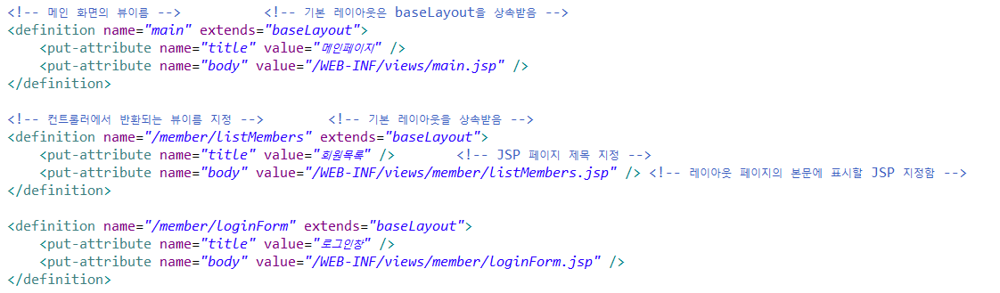 <!-- 메인 화면의 뷰이름 --> <!-- 기본 레이아웃은 baseLayout을 상속받음 -->
<definition name="main" extends="baseLayout">
    <put-attribute name="title" value="메인페이지" />
    <put-attribute name="body" value="/WEB-INF/views/main.jsp" />
</definition>

<!-- 컨트롤러에서 반환되는 뷰이름 지정 --> <!-- 기본 레이아웃을 상속받음 -->
<definition name="/member/listMembers" extends="baseLayout">
    <put-attribute name="title" value="회원목록" /> <!-- JSP 페이지 제목 지정 -->
    <put-attribute name="body" value="/WEB-INF/views/member/listMembers.jsp" /> <!-- 레이아웃 페이지의 본문에 표시할 JSP 지정함 -->
</definition>

<definition name="/member/loginForm" extends="baseLayout">
    <put-attribute name="title" value="로그인창" />
    <put-attribute name="body" value="/WEB-INF/views/member/loginForm.jsp" />
</definition>